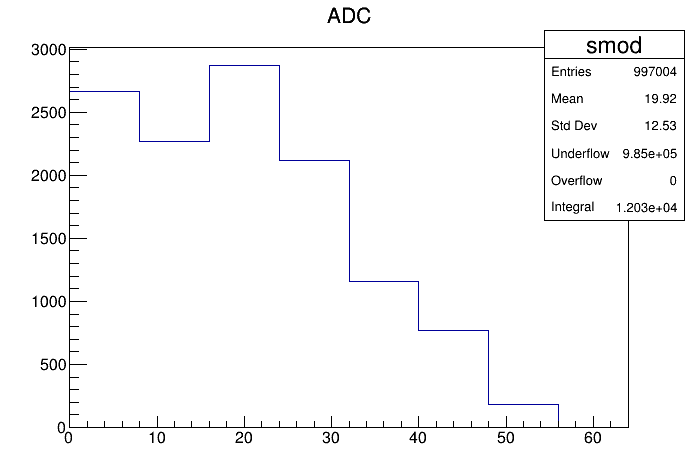 ADC
smod
Entries 997004
Mean 19.92
Std Dev 12.53
Underflow 9.85e+05
Overflow 0
Integral 1.203e+04
3000
2500
2000
1500
1000
500
0
0 10 20 30 40 50 60